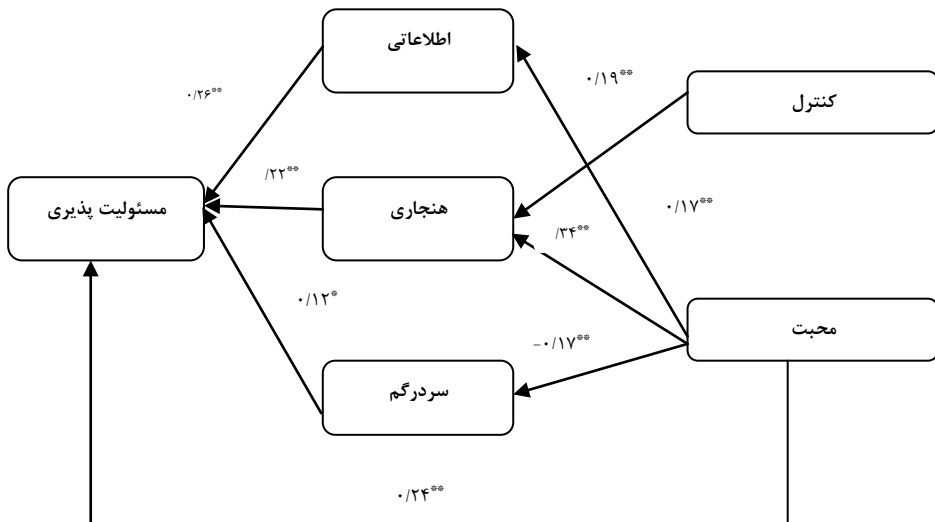 اطلاعاتی
۰/۱۹**
کنترل
۰/۲۶**
/۲۲**
مسئولیت پذیری
هنجاری
۰/۱۷**
/۳۴**
۰/۱۲*
-۰/۱۷**
محبت
سردرگم
۰/۲۴**